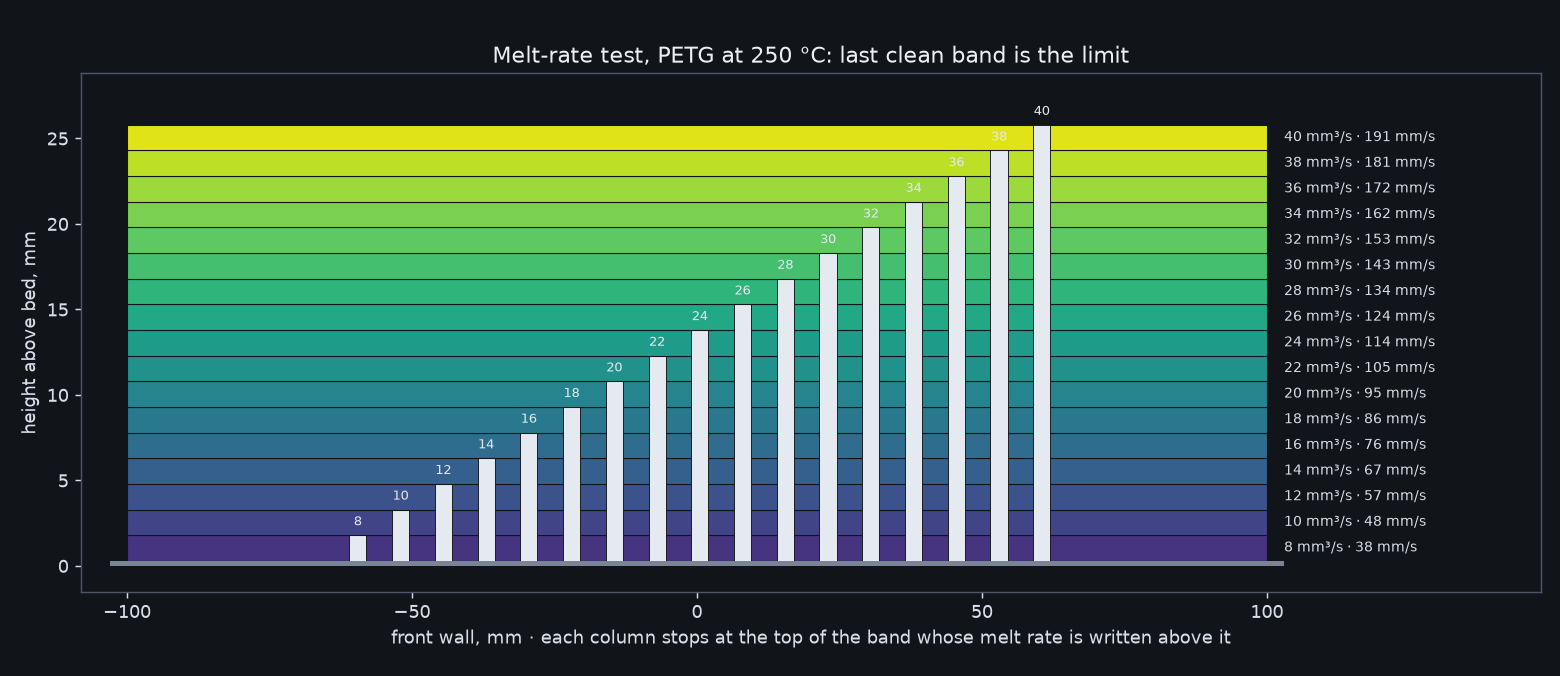 Melt-rate test, PETG at 250 °C: last clean band is the limit
height above bed, mm
25
20
15
10
5
0
40
38
36
34
32
30
28
26
24
22
20
18
16
14
12
10
8
40 mm³/s · 191 mm/s
38 mm³/s · 181 mm/s
36 mm³/s · 172 mm/s
34 mm³/s · 162 mm/s
32 mm³/s · 153 mm/s
30 mm³/s · 143 mm/s
28 mm³/s · 134 mm/s
26 mm³/s · 124 mm/s
24 mm³/s · 114 mm/s
22 mm³/s · 105 mm/s
20 mm³/s · 95 mm/s
18 mm³/s · 86 mm/s
16 mm³/s · 76 mm/s
14 mm³/s · 67 mm/s
12 mm³/s · 57 mm/s
10 mm³/s · 48 mm/s
8 mm³/s · 38 mm/s
−100 −50 0 50 100
front wall, mm · each column stops at the top of the band whose melt rate is written above it